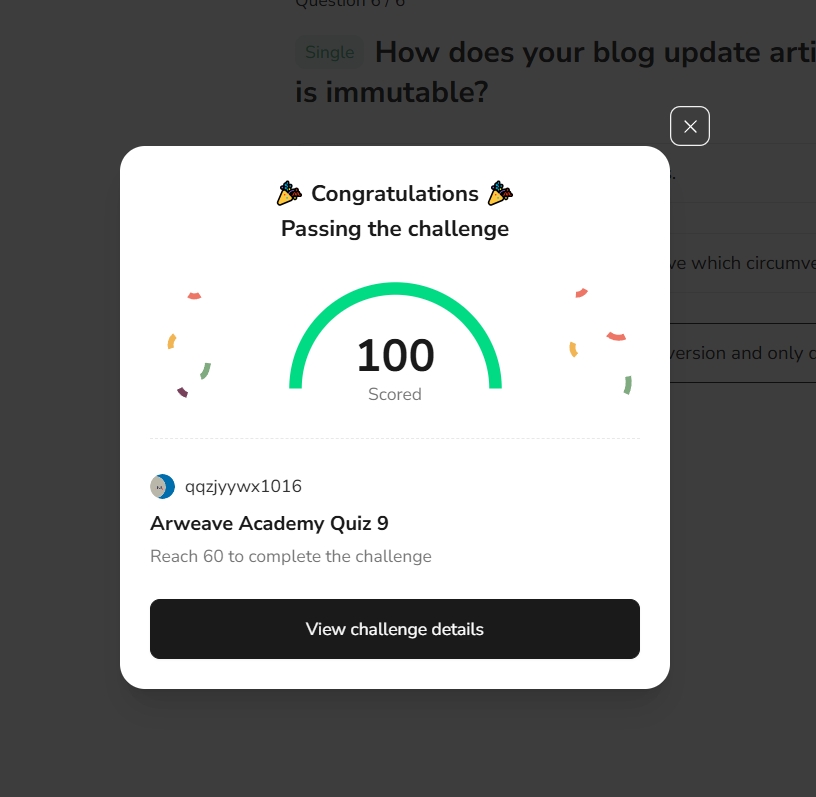 Question 6 / 6
Single How does your blog update arti
is immutable?
Congratulations
Passing the challenge
ve which circumve
100
version and only
Scored
qqzjyywx1016
Arweave Academy Quiz 9
Reach 60 to complete the challenge
View challenge details